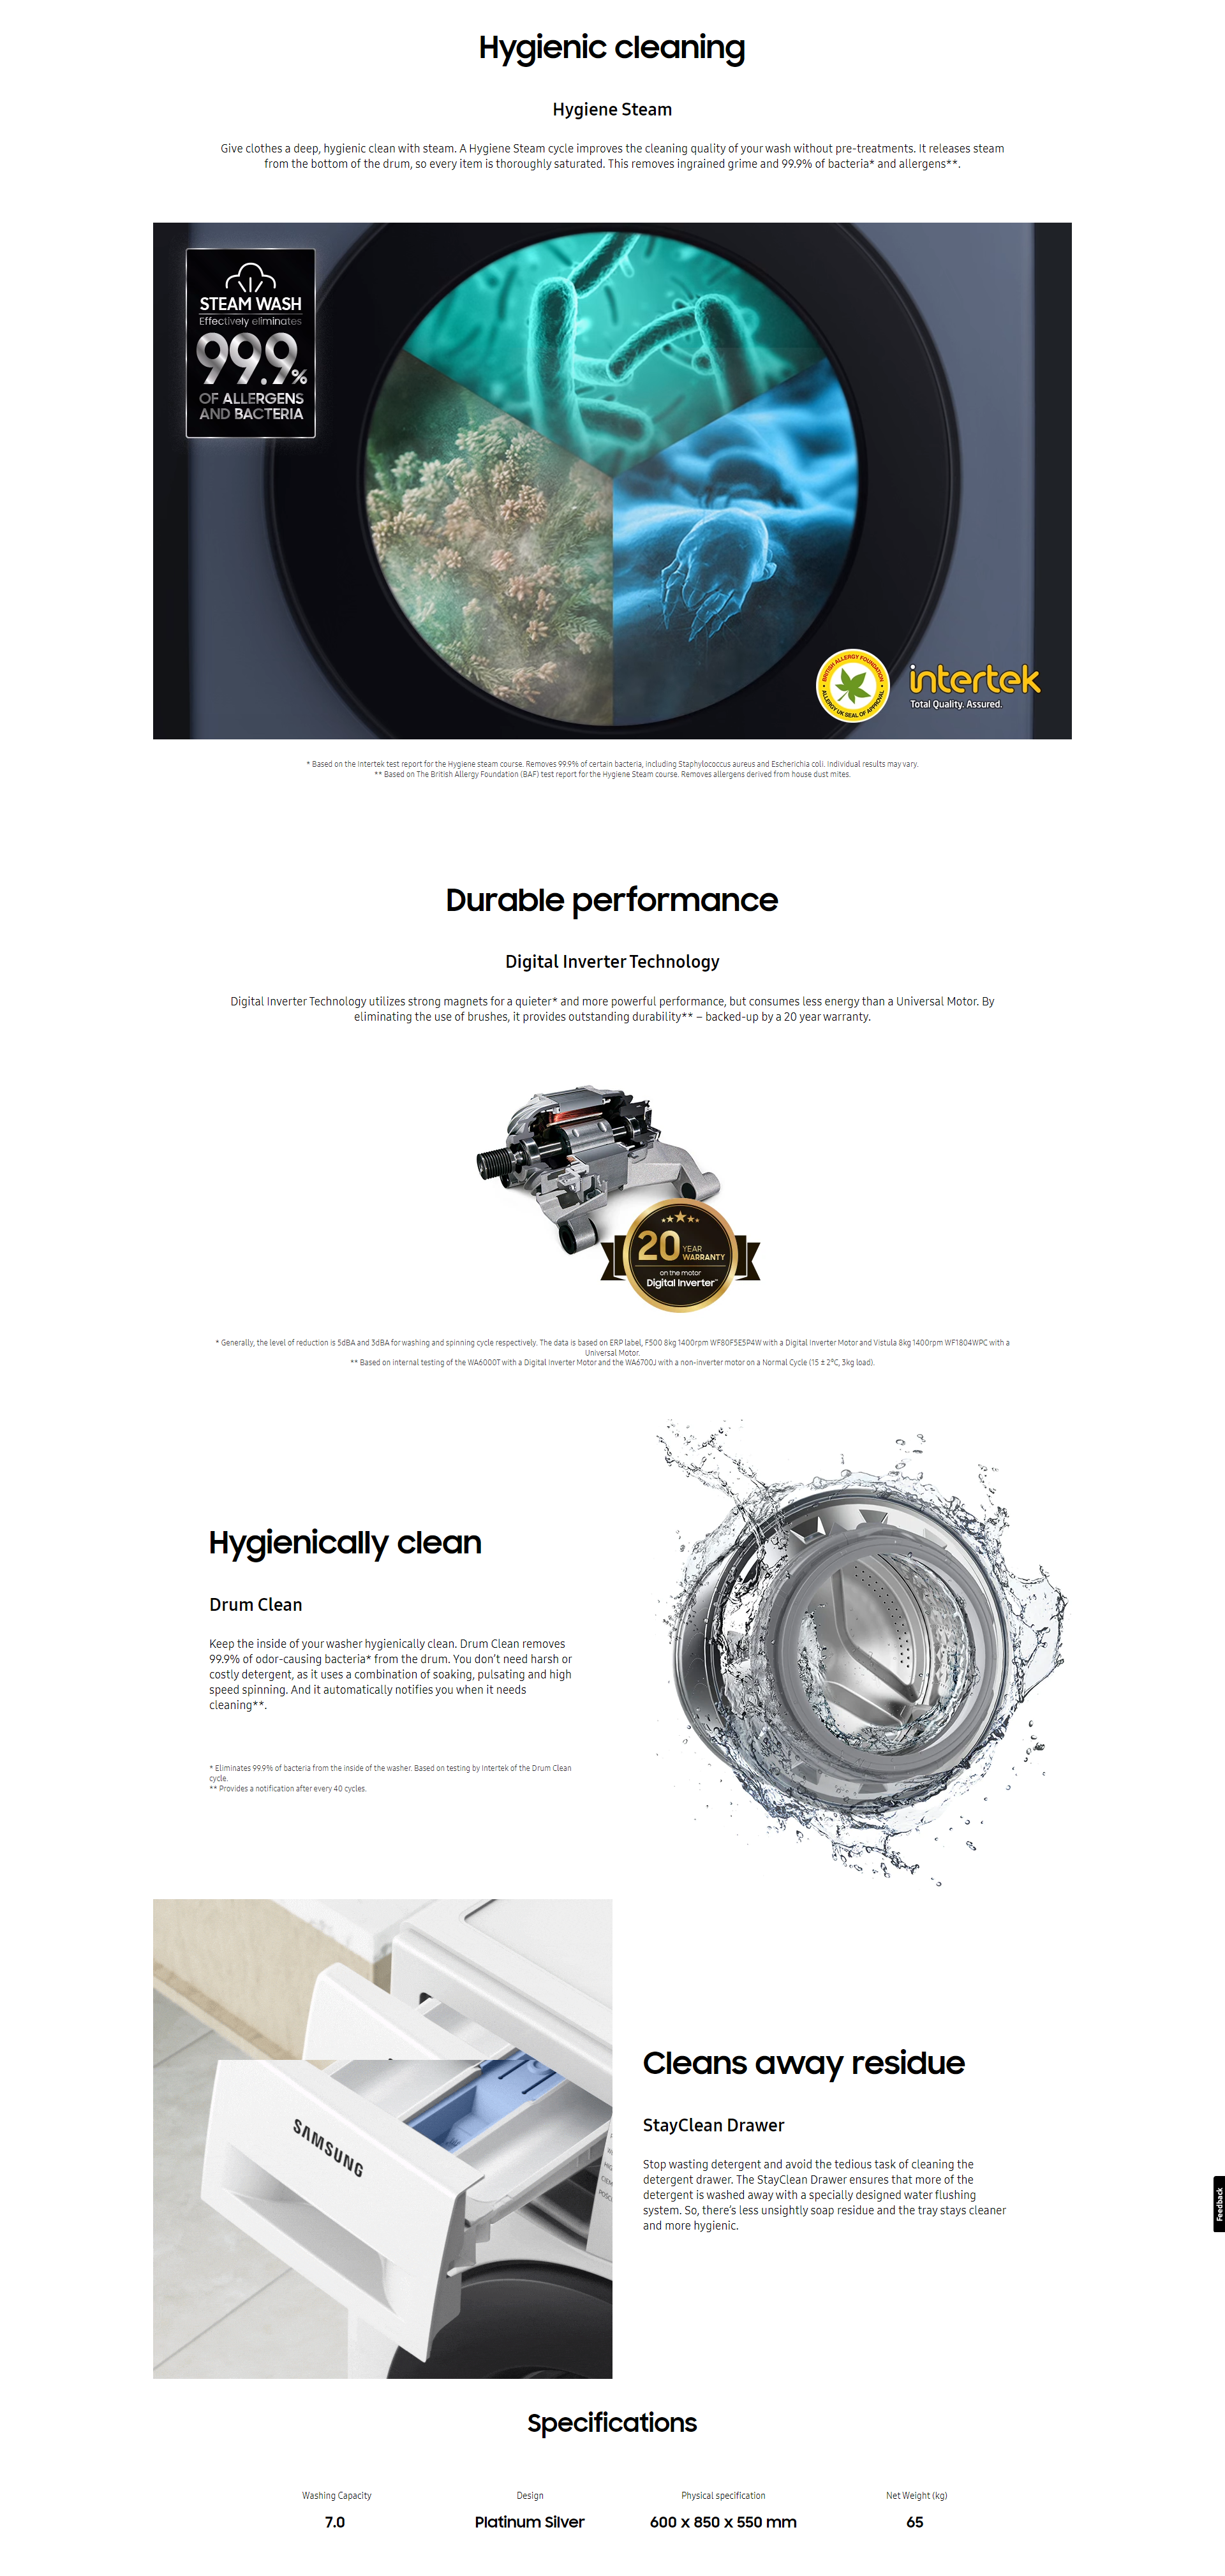 Hygienic cleaning
Hygiene Steam
Give clothes a deep, hygienic clean with steam. A Hygiene Steam cycle improves the cleaning quality of your wash without pre-treatments. It releases steam
from the bottom of the drum, so every item is thoroughly saturated. This removes ingrained grime and 99.9% of bacteria* and allergens**.
STEAM WASH
Effectively eliminates
99.9%
OF ALLERGENS
AND BACTERIA
BRITISH ALLERGY FOUNDATION
ALLERGY UK SEAL OF APPROVAL
intertek
Total Quality. Assured.
* Based on the Intertek test report for the Hygiene steam course. Removes 99.9% of certain bacteria, including Staphylococcus aureus and Escherichia coli. Individual results may vary.
** Based on The British Allergy Foundation (BAF) test report for the Hygiene Steam course. Removes allergens derived from house dust mites.
Durable performance
Digital Inverter Technology
Digital Inverter Technology utilizes strong magnets for a quieter* and more powerful performance, but consumes less energy than a Universal Motor. By
eliminating the use of brushes, it provides outstanding durability** – backed-up by a 20 year warranty.
20 YEAR
WARRANTY
on the motor
Digital Inverter™
* Generally, the level of reduction is 5dBA and 3dBA for washing and spinning cycle respectively. The data is based on ERP label, F500 8kg 1400rpm WF80F5E5P4W with a Digital Inverter Motor and Vistula 8kg 1400rpm WF1804WPC with a
Universal Motor.
** Based on internal testing of the WA6000T with a Digital Inverter Motor and the WA6700J with a non-inverter motor on a Normal Cycle (15 ± 2℃, 3kg load).
Hygienically clean
Drum Clean
Keep the inside of your washer hygienically clean. Drum Clean removes
99.9% of odor-causing bacteria* from the drum. You don't need harsh or
costly detergent, as it uses a combination of soaking, pulsating and high
speed spinning. And it automatically notifies you when it needs
cleaning**.
* Eliminates 99.9% of bacteria from the inside of the washer. Based on testing by Intertek of the Drum Clean
cycle.
** Provides a notification after every 40 cycles.
SAMSUNG
Cleans away residue
StayClean Drawer
Stop wasting detergent and avoid the tedious task of cleaning the
detergent drawer. The StayClean Drawer ensures that more of the
detergent is washed away with a specially designed water flushing
system. So, there's less unsightly soap residue and the tray stays cleaner
and more hygienic.
Feedback
Specifications
Washing Capacity
7.0
Design
Platinum Silver
Physical specification
600 x 850 x 550 mm
Net Weight (kg)
65